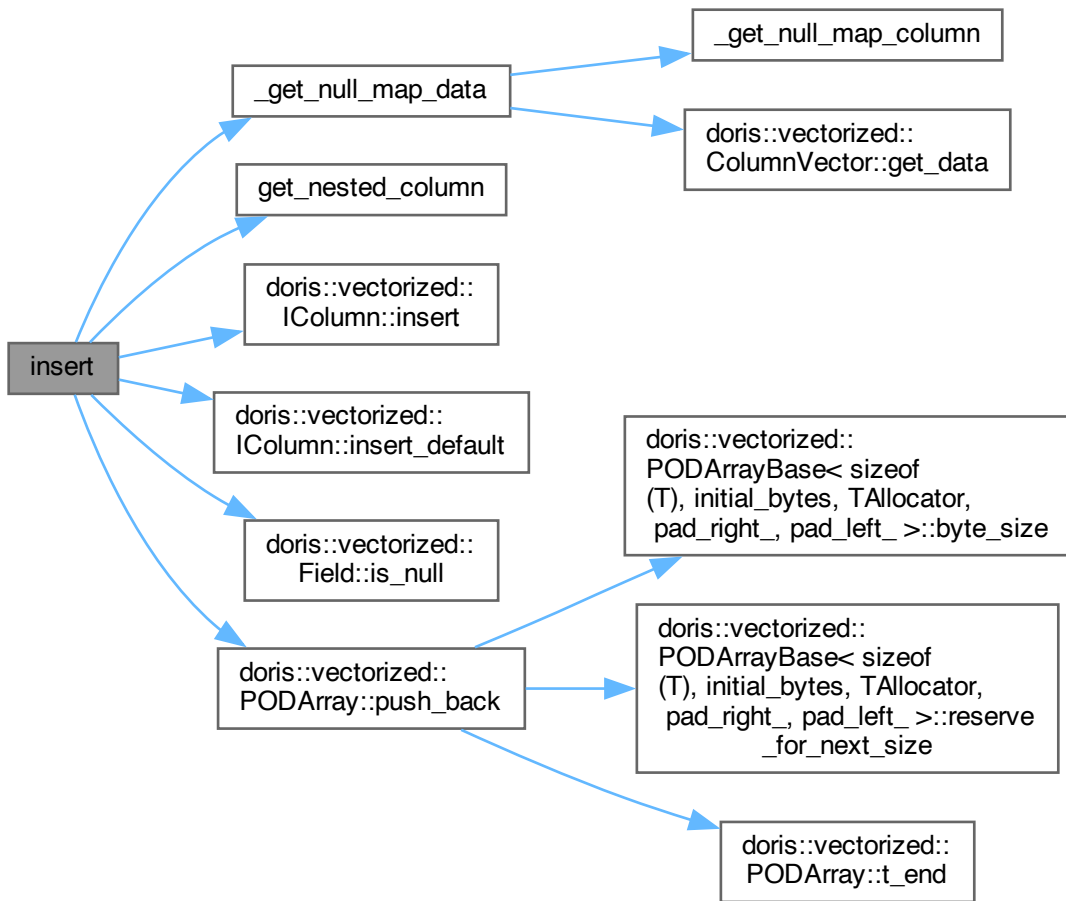 _get_null_map_column
_get_null_map_data
doris::vectorized::
ColumnVector::get_data
get_nested_column
doris::vectorized::
IColumn::insert
insert
doris::vectorized::
IColumn::insert_default
doris::vectorized::
PODArrayBase< sizeof
(T), initial_bytes, TAllocator,
pad_right_, pad_left_ >::byte_size
doris::vectorized::
Field::is_null
doris::vectorized::
PODArray::push_back
doris::vectorized::
PODArrayBase< sizeof
(T), initial_bytes, TAllocator,
pad_right_, pad_left_ >::reserve
_for_next_size
doris::vectorized::
PODArray::t_end